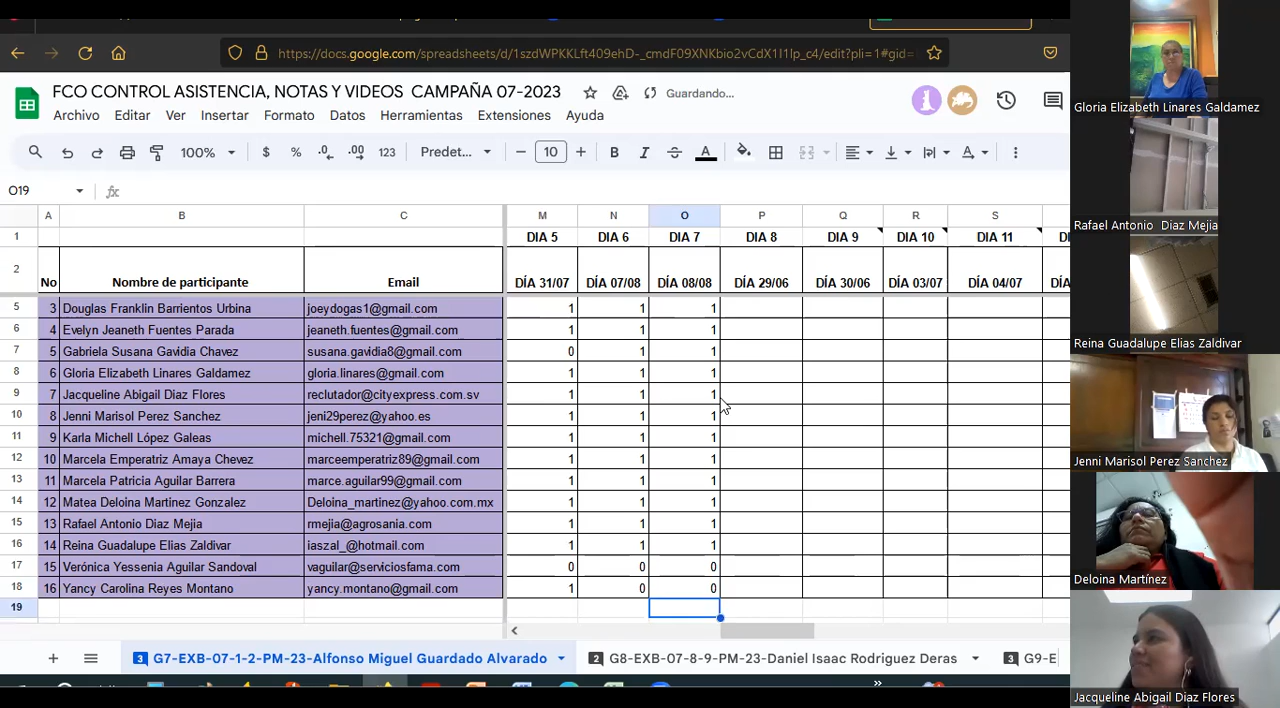 https://docs.google.com/spreadsheets/d/1szdWPKKLft409ehD-_cmdF09XNKbio2vCdX1I1lp_c4/edit?pli=1#gid=
FCO CONTROL ASISTENCIA, NOTAS Y VIDEOS CAMPAÑA 07-2023 Guardando...
Archivo Editar Ver Insertar Formato Datos Herramientas Extensiones Ayuda
100% $ % .0 .00 123 Predet... 10 B I A
O19 fx
A B C M N O P Q R S
1 DIA 5 DIA 6 DIA 7 DIA 8 DIA 9 DIA 10 DIA 11
2 No Nombre de participante Email DÍA 31/07 DÍA 07/08 DÍA 08/08 DÍA 29/06 DÍA 30/06 DÍA 03/07 DÍA 04/07
5 3 Douglas Franklin Barrientos Urbina joeydogas1@gmail.com 1 1 1
6 4 Evelyn Jeaneth Fuentes Parada jeaneth.fuentes@gmail.com 1 1 1
7 5 Gabriela Susana Gavidia Chavez susana.gavidia8@gmail.com 0 1 1
8 6 Gloria Elizabeth Linares Galdamez gloria.linares@gmail.com 1 1 1
9 7 Jacqueline Abigail Diaz Flores reclutador@cityexpress.com.sv 1 1 1
10 8 Jenni Marisol Perez Sanchez jeni29perez@yahoo.es 1 1 1
11 9 Karla Michell López Galeas michell.75321@gmail.com 1 1 1
12 10 Marcela Emperatriz Amaya Chevez marceemperatriz89@gmail.com 1 1 1
13 11 Marcela Patricia Aguilar Barrera marce.aguilar99@gmail.com 1 1 1
14 12 Matea Deloina Martinez Gonzalez Deloina_martinez@yahoo.com.mx 1 1 1
15 13 Rafael Antonio Diaz Mejia rmejia@agrosania.com 1 1 1
16 14 Reina Guadalupe Elias Zaldivar iaszal_@hotmail.com 1 1 1
17 15 Verónica Yessenia Aguilar Sandoval vaguilar@serviciosfama.com 0 0 0
18 16 Yancy Carolina Reyes Montano yancy.montano@gmail.com 1 0 0
19
3 G7-EXB-07-1-2-PM-23-Alfonso Miguel Guardado Alvarado 2 G8-EXB-07-8-9-PM-23-Daniel Isaac Rodriguez Deras 3 G9-E
Gloria Elizabeth Linares Galdamez
Rafael Antonio Diaz Mejia
Reina Guadalupe Elias Zaldivar
Jenni Marisol Perez Sanchez
Deloina Martínez
Jacqueline Abigail Diaz Flores